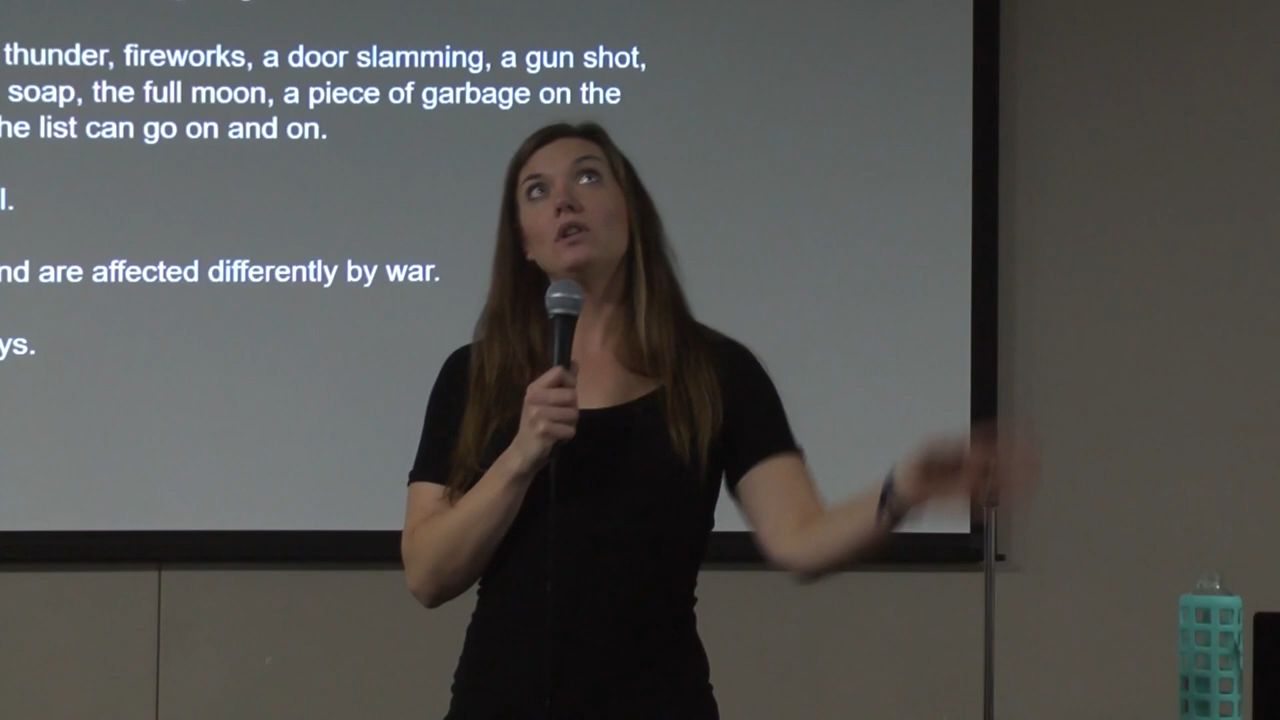 thunder, fireworks, a door slamming, a gun shot,
soap, the full moon, a piece of garbage on the
he list can go on and on.
l.
nd are affected differently by war.
ys.